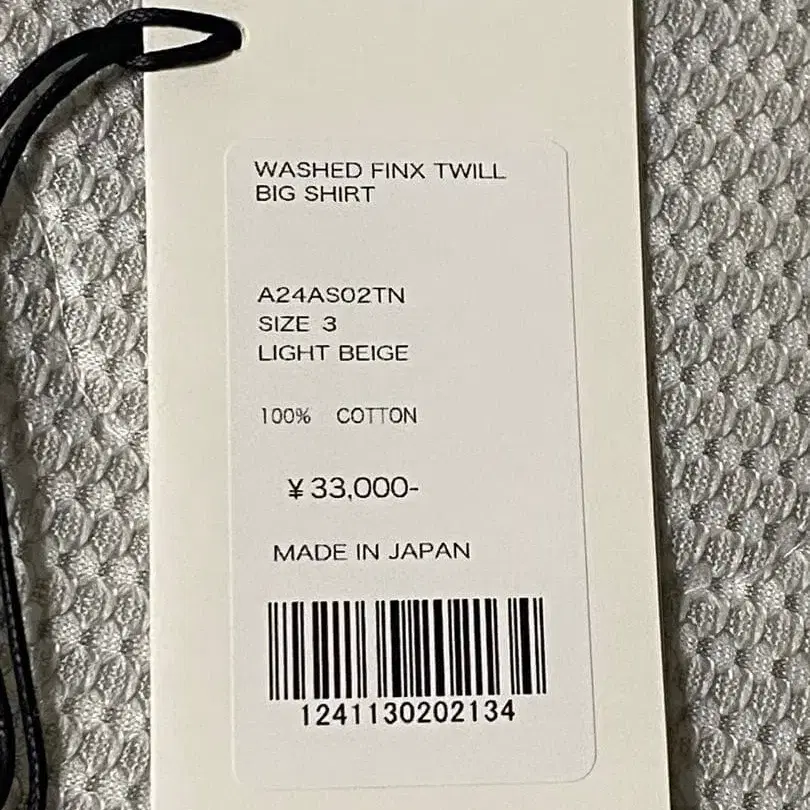 WASHED FINX TWILL
BIG SHIRT
A24AS02TN
SIZE 3
LIGHT BEIGE
100% COTTON
¥33,000-
MADE IN JAPAN
1241130202134